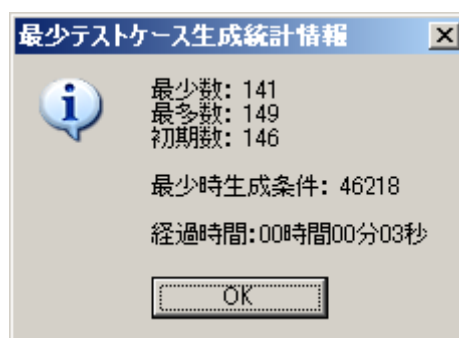 最少テストケース生成統計情報
最少数: 141
最多数: 149
初期数: 146
最少時生成条件: 46218
経過時間:00時間00分03秒
OK